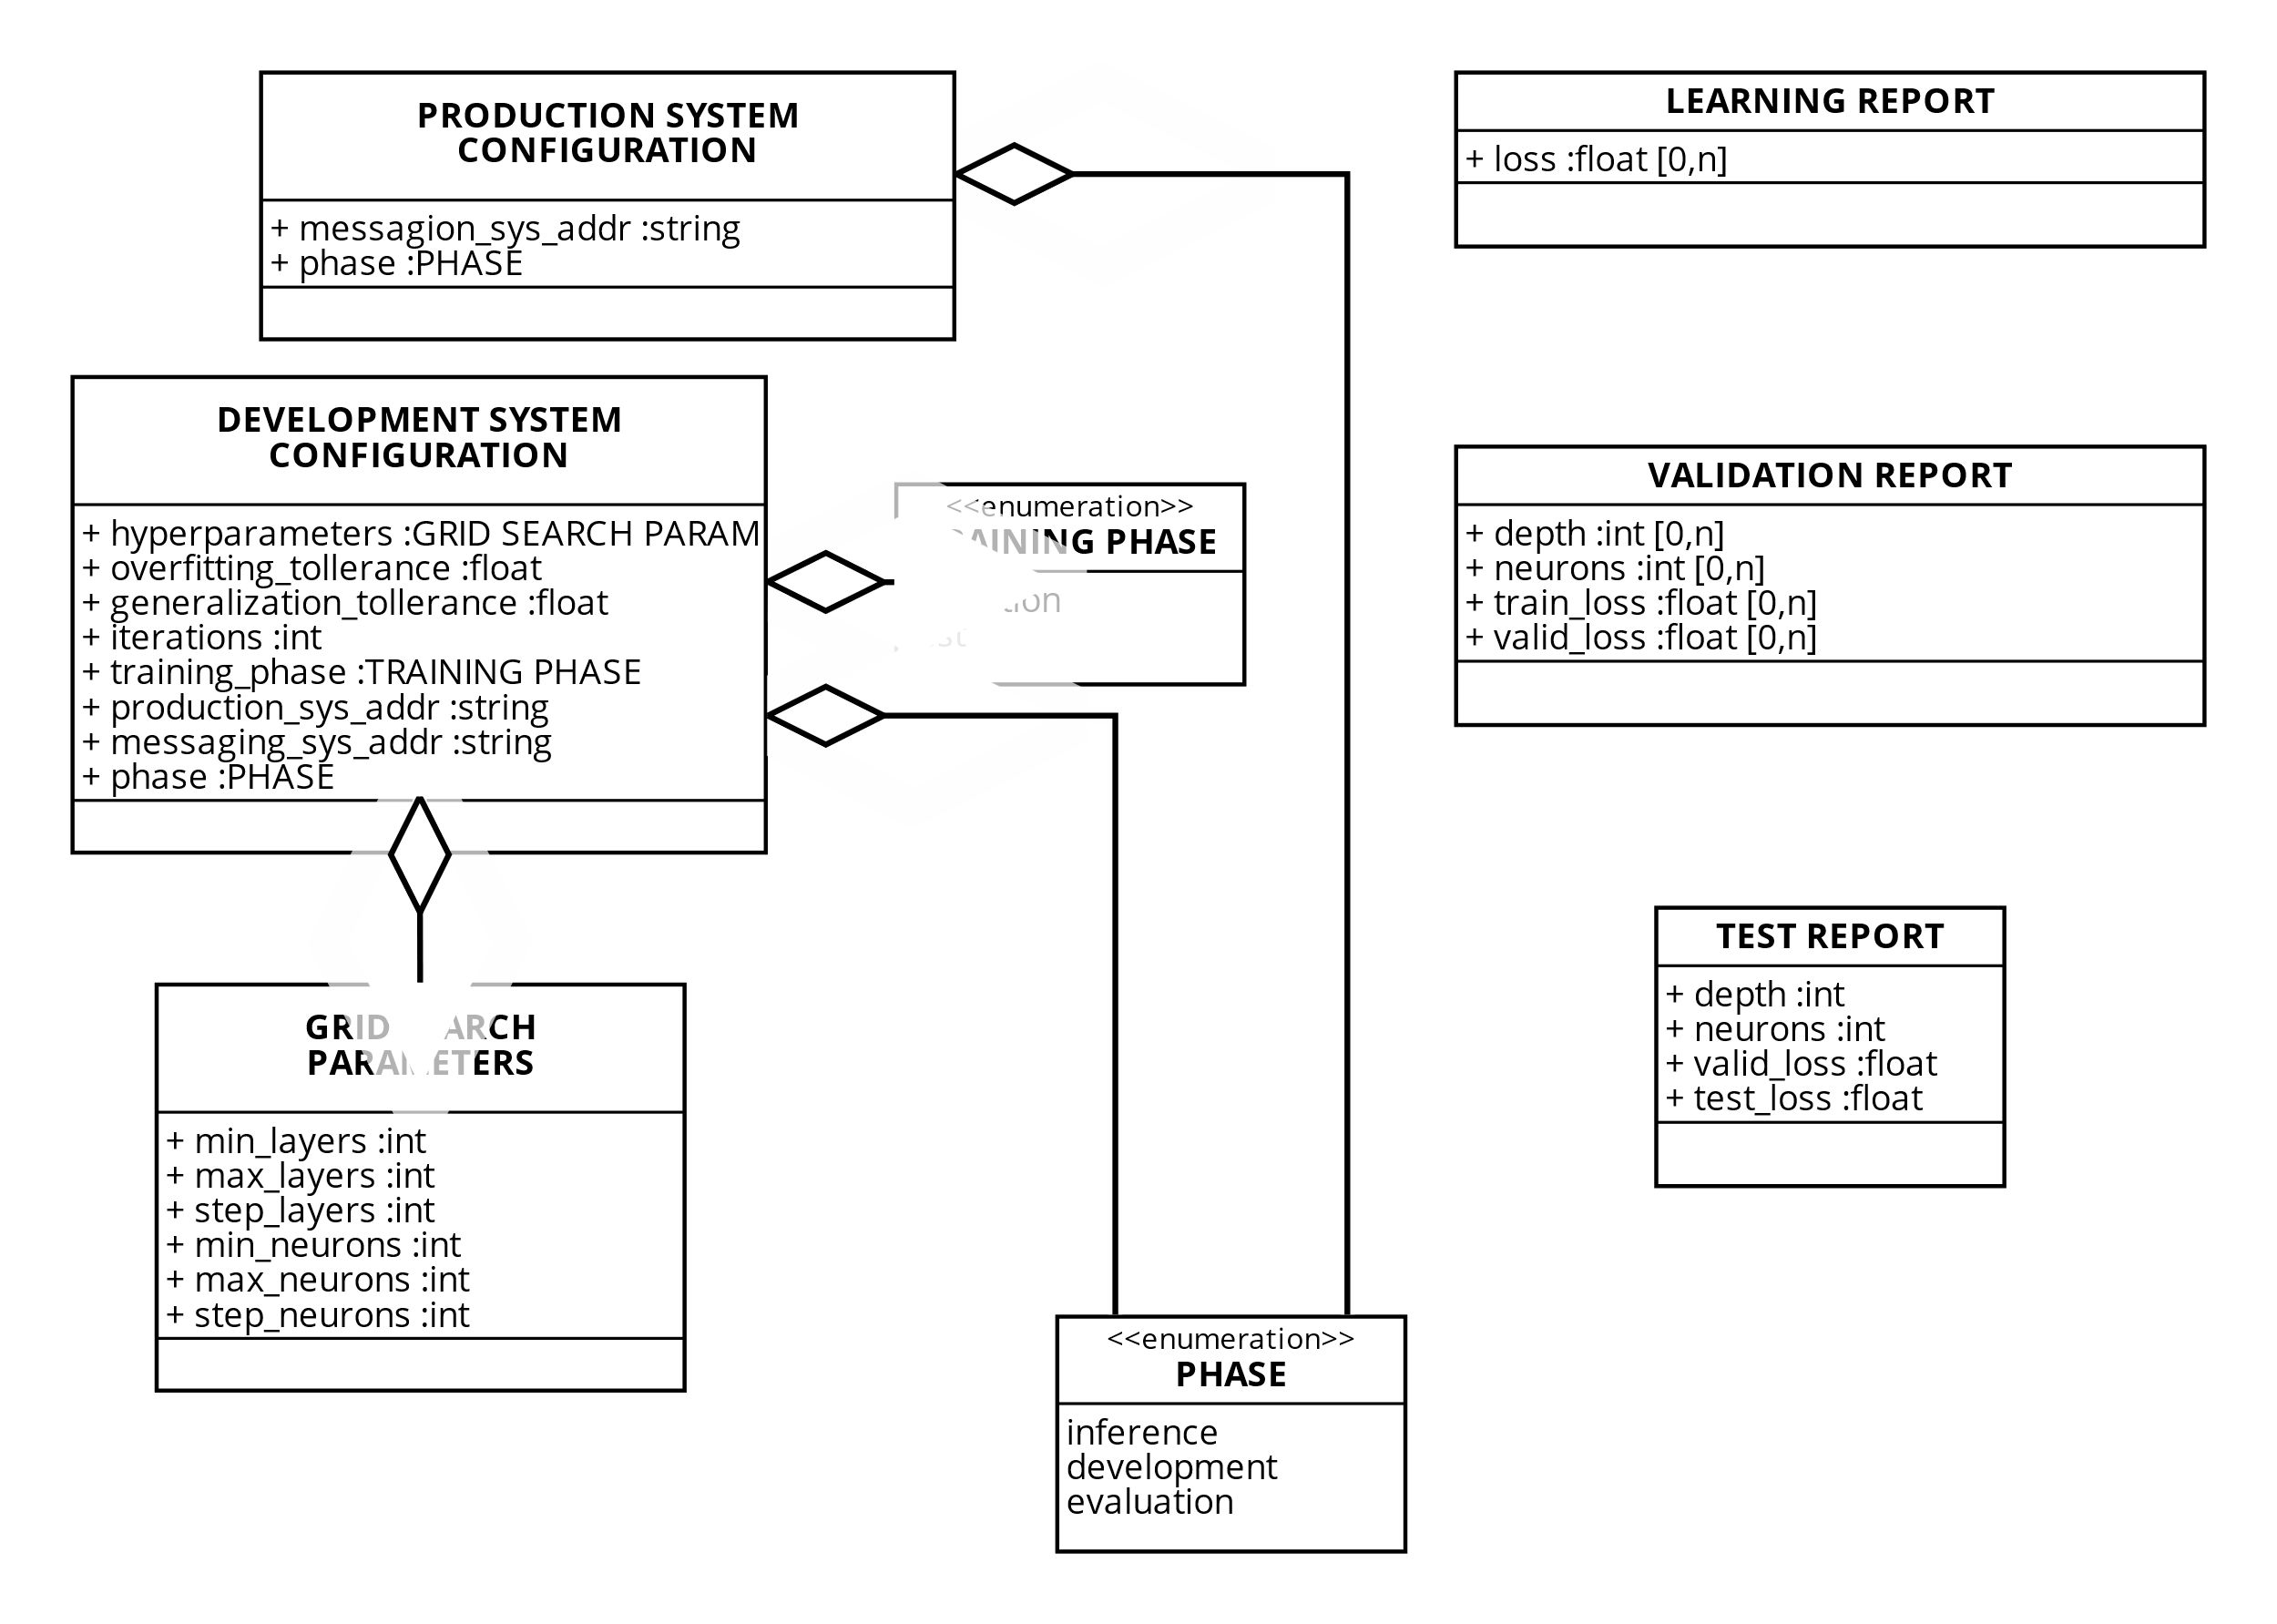 PRODUCTION SYSTEM
CONFIGURATION
+ messagion_sys_addr :string
+ phase :PHASE
DEVELOPMENT SYSTEM
CONFIGURATION
+ hyperparameters :GRID SEARCH PARAM
+ overfitting_tollerance :float
+ generalization_tollerance :float
+ iterations :int
+ training_phase :TRAINING PHASE
+ production_sys_addr :string
+ messaging_sys_addr :string
+ phase :PHASE
<<enumeration>>
PHASE
GRID
PARAMETERS
+ min_layers :int
+ max_layers :int
+ step_layers :int
+ min_neurons :int
+ max_neurons :int
+ step_neurons :int
<<enumeration>>
PHASE
inference
development
evaluation
LEARNING REPORT
+ loss :float [0,n]
VALIDATION REPORT
+ depth :int [0,n]
+ neurons :int [0,n]
+ train_loss :float [0,n]
+ valid_loss :float [0,n]
TEST REPORT
+ depth :int
+ neurons :int
+ valid_loss :float
+ test_loss :float